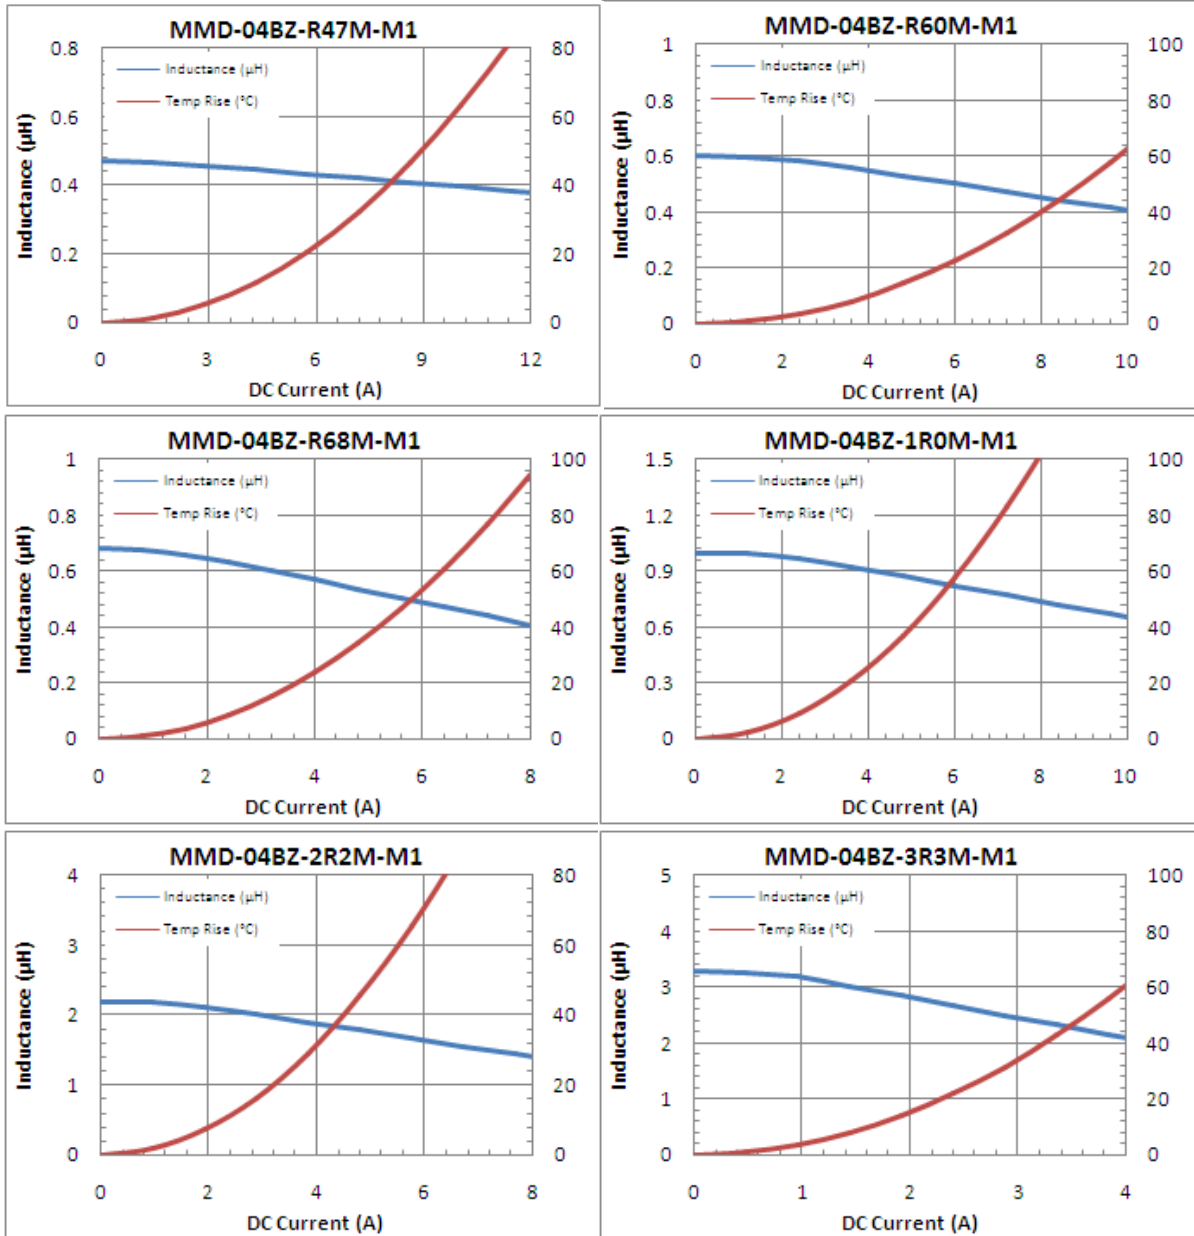 MMD-04BZ-R47M-M1
Inductance (µH)
Temp Rise (°C)
Inductance (µH)
0.8
0.6
0.4
0.2
0
80
60
40
20
0
0 3 6 9 12
DC Current (A)
MMD-04BZ-R60M-M1
Inductance (µH)
Temp Rise (°C)
Inductance (µH)
1
0.8
0.6
0.4
0.2
0
100
80
60
40
20
0
0 2 4 6 8 10
DC Current (A)
MMD-04BZ-R68M-M1
Inductance (µH)
Temp Rise (°C)
Inductance (µH)
1
0.8
0.6
0.4
0.2
0
100
80
60
40
20
0
0 2 4 6 8
DC Current (A)
MMD-04BZ-1R0M-M1
Inductance (µH)
Temp Rise (°C)
Inductance (µH)
1.5
1.2
0.9
0.6
0.3
0
100
80
60
40
20
0
0 2 4 6 8 10
DC Current (A)
MMD-04BZ-2R2M-M1
Inductance (µH)
Temp Rise (°C)
Inductance (µH)
4
3
2
1
0
80
60
40
20
0
0 2 4 6 8
DC Current (A)
MMD-04BZ-3R3M-M1
Inductance (µH)
Temp Rise (°C)
Inductance (µH)
5
4
3
2
1
0
100
80
60
40
20
0
0 1 2 3 4
DC Current (A)